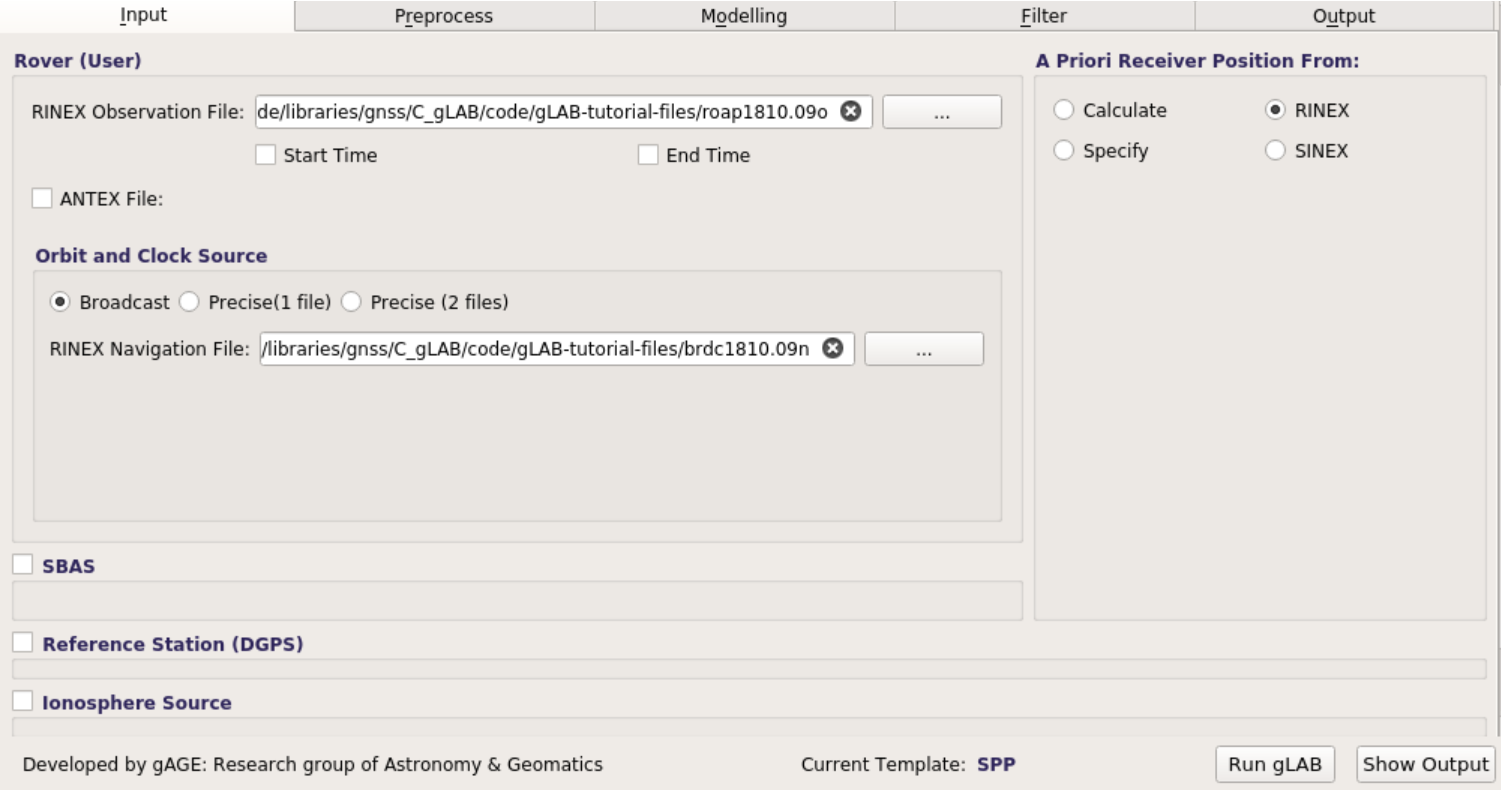 Input Preprocess Modelling Filter Output
Rover (User)
RINEX Observation File: de/libraries/gnss/C_gLAB/code/gLAB-tutorial-files/roap1810.09o ...
Start Time End Time
ANTEX File:
Orbit and Clock Source
Broadcast Precise(1 file) Precise (2 files)
RINEX Navigation File: /libraries/gnss/C_gLAB/code/gLAB-tutorial-files/brdc1810.09n ...
A Priori Receiver Position From:
Calculate RINEX
Specify SINEX
SBAS
Reference Station (DGPS)
Ionosphere Source
Developed by gAGE: Research group of Astronomy & Geomatics Current Template: SPP Run gLAB Show Output